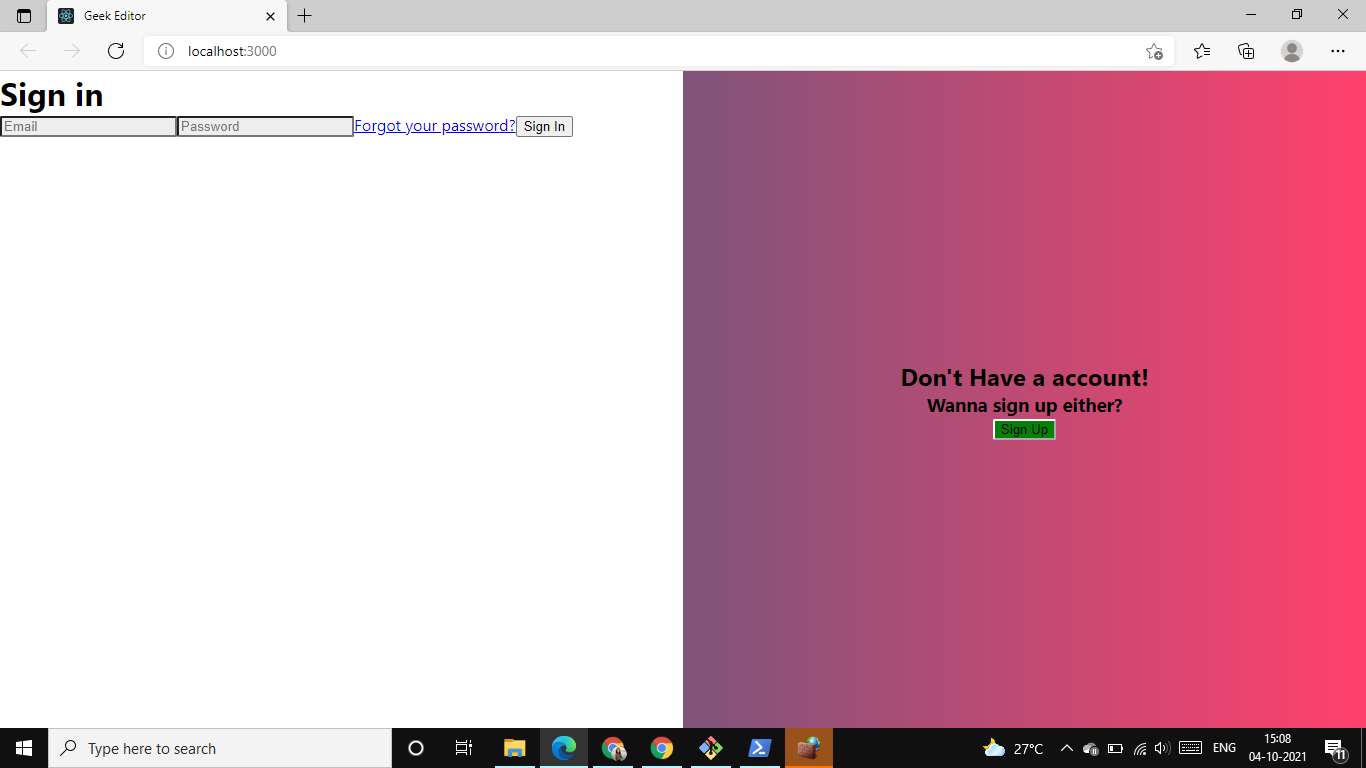 Geek Editor
localhost:3000
Sign in
Email Password Forgot your password? Sign In
Don't Have a account!
Wanna sign up either?
Sign Up
Type here to search
27°C
ENG
15:08
04-10-2021
11